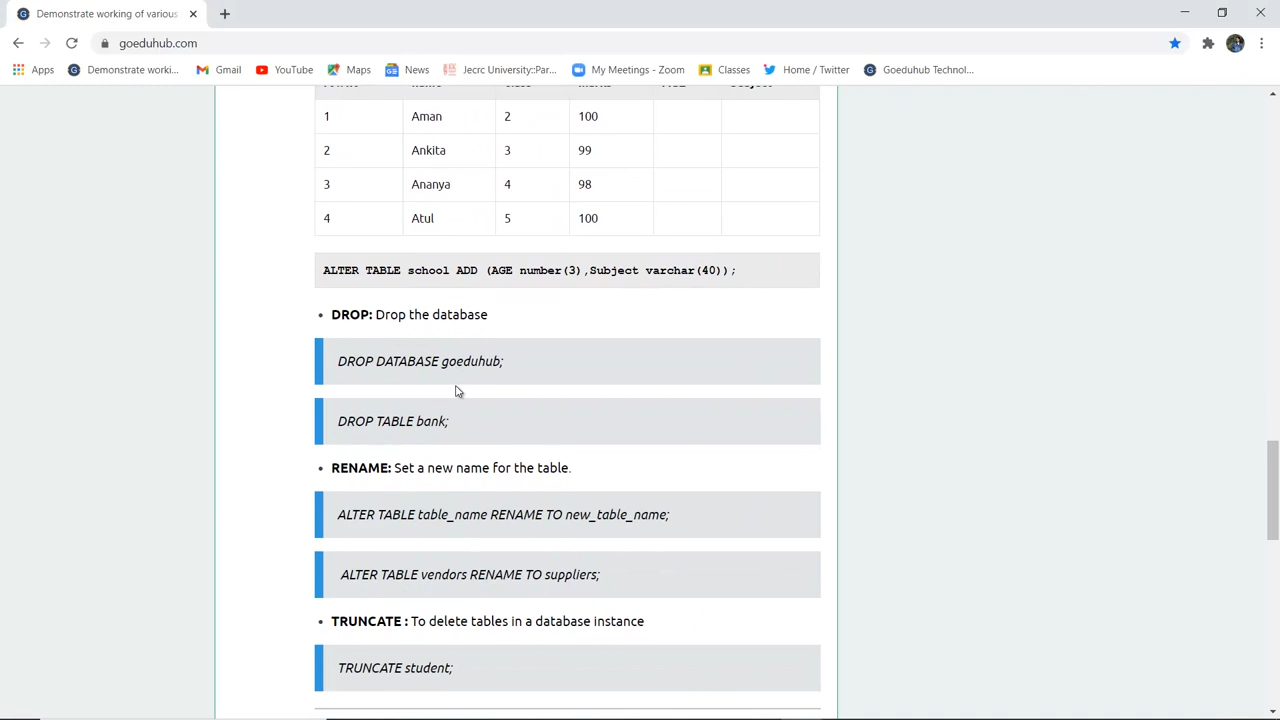 Demonstrate working of various
goeduhub.com
Apps
Demonstrate worki...
Gmail
YouTube
Maps
News
Jecrc University::Par...
My Meetings - Zoom
Classes
Home / Twitter
Goeduhub Technol...
1 Aman 2 100
2 Ankita 3 99
3 Ananya 4 98
4 Atul 5 100
ALTER TABLE school ADD (AGE number(3),Subject varchar(40));
• DROP: Drop the database
DROP DATABASE goeduhub;
DROP TABLE bank;
• RENAME: Set a new name for the table.
ALTER TABLE table_name RENAME TO new_table_name;
ALTER TABLE vendors RENAME TO suppliers;
• TRUNCATE : To delete tables in a database instance
TRUNCATE student;